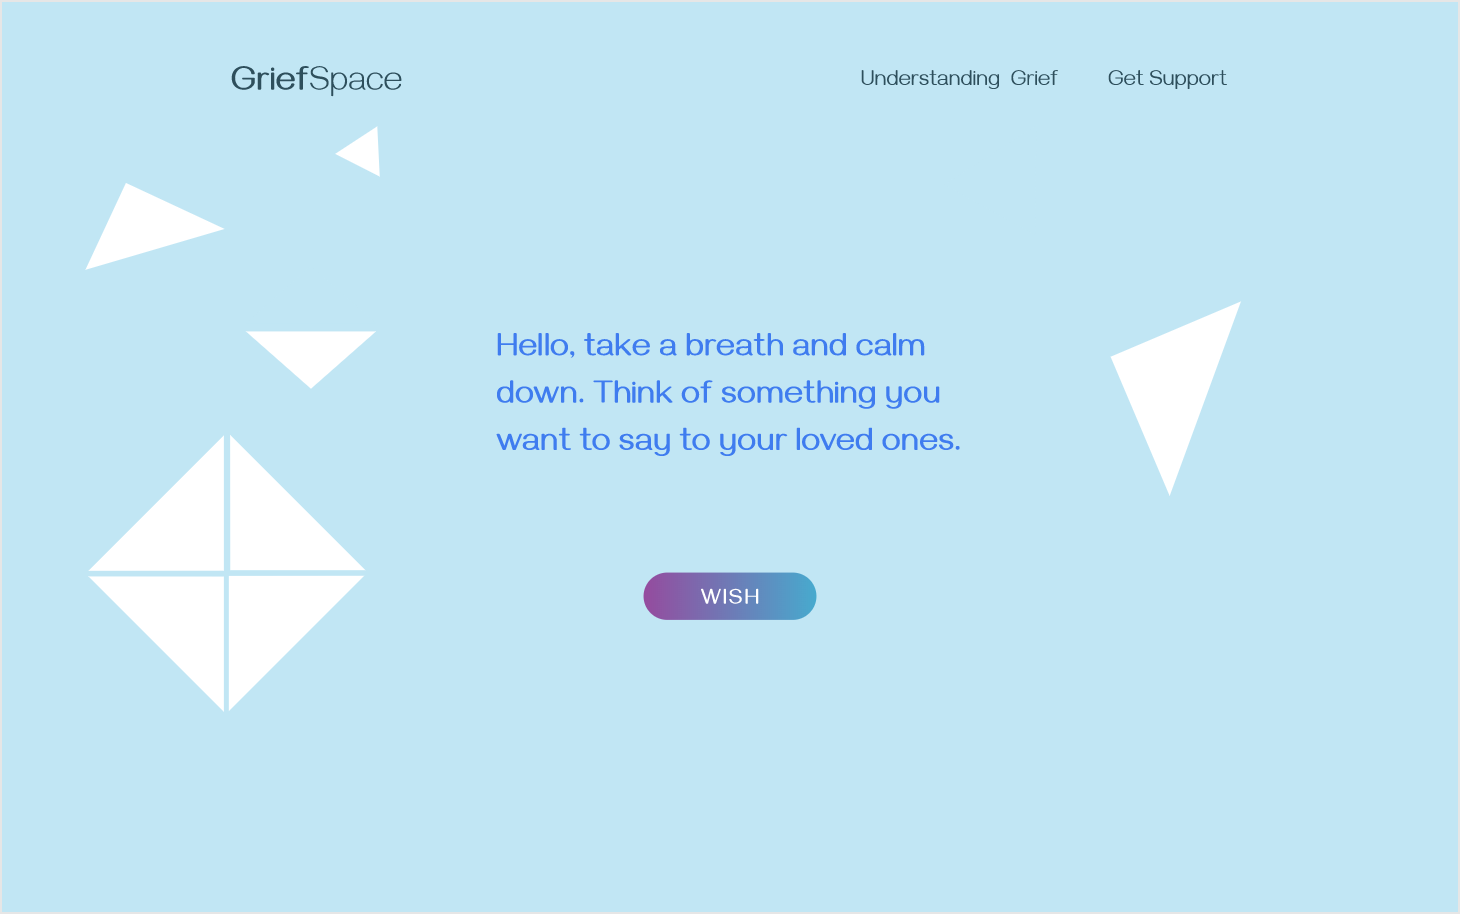 GriefSpace
Understanding Grief
Get Support
Hello, take a breath and calm
down. Think of something you
want to say to your loved ones.
WISH